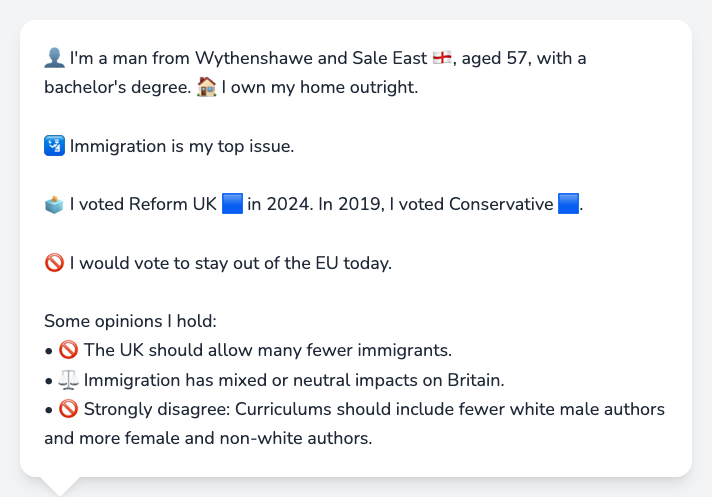 👤 I'm a man from Wythenshawe and Sale East 🏴󠁧󠁢󠁥󠁮󠁧󠁿, aged 57, with a
bachelor's degree. 🏠 I own my home outright.
🛂 Immigration is my top issue.
🗳️ I voted Reform UK 🟦 in 2024. In 2019, I voted Conservative 🟦.
🚫 I would vote to stay out of the EU today.
Some opinions I hold:
• 🚫 The UK should allow many fewer immigrants.
• ⚖️ Immigration has mixed or neutral impacts on Britain.
• 🚫 Strongly disagree: Curriculums should include fewer white male authors
and more female and non-white authors.